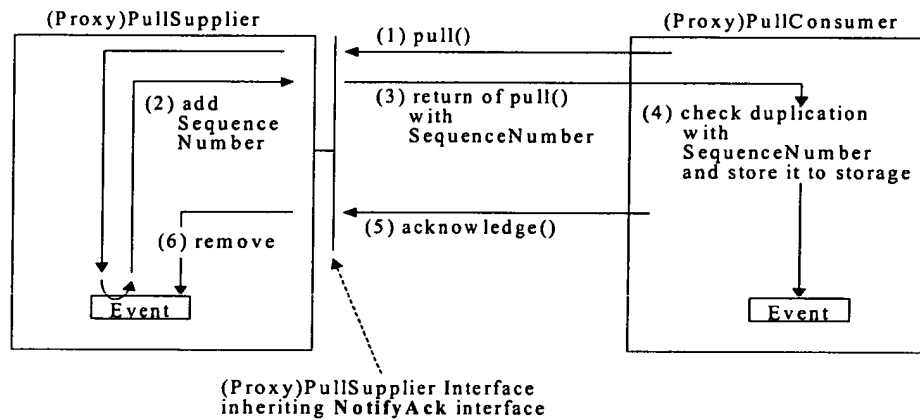 (Proxy)PullSupplier
(Proxy)PullConsumer
(1) pull()
(2) add
Sequence
Number
(3) return of pull()
with
SequenceNumber
(4) check duplication
with
SequenceNumber
and store it to storage
(5) acknowledge()
(6) remove
Event
Event
(Proxy)PullSupplier Interface
inheriting NotifyAck interface